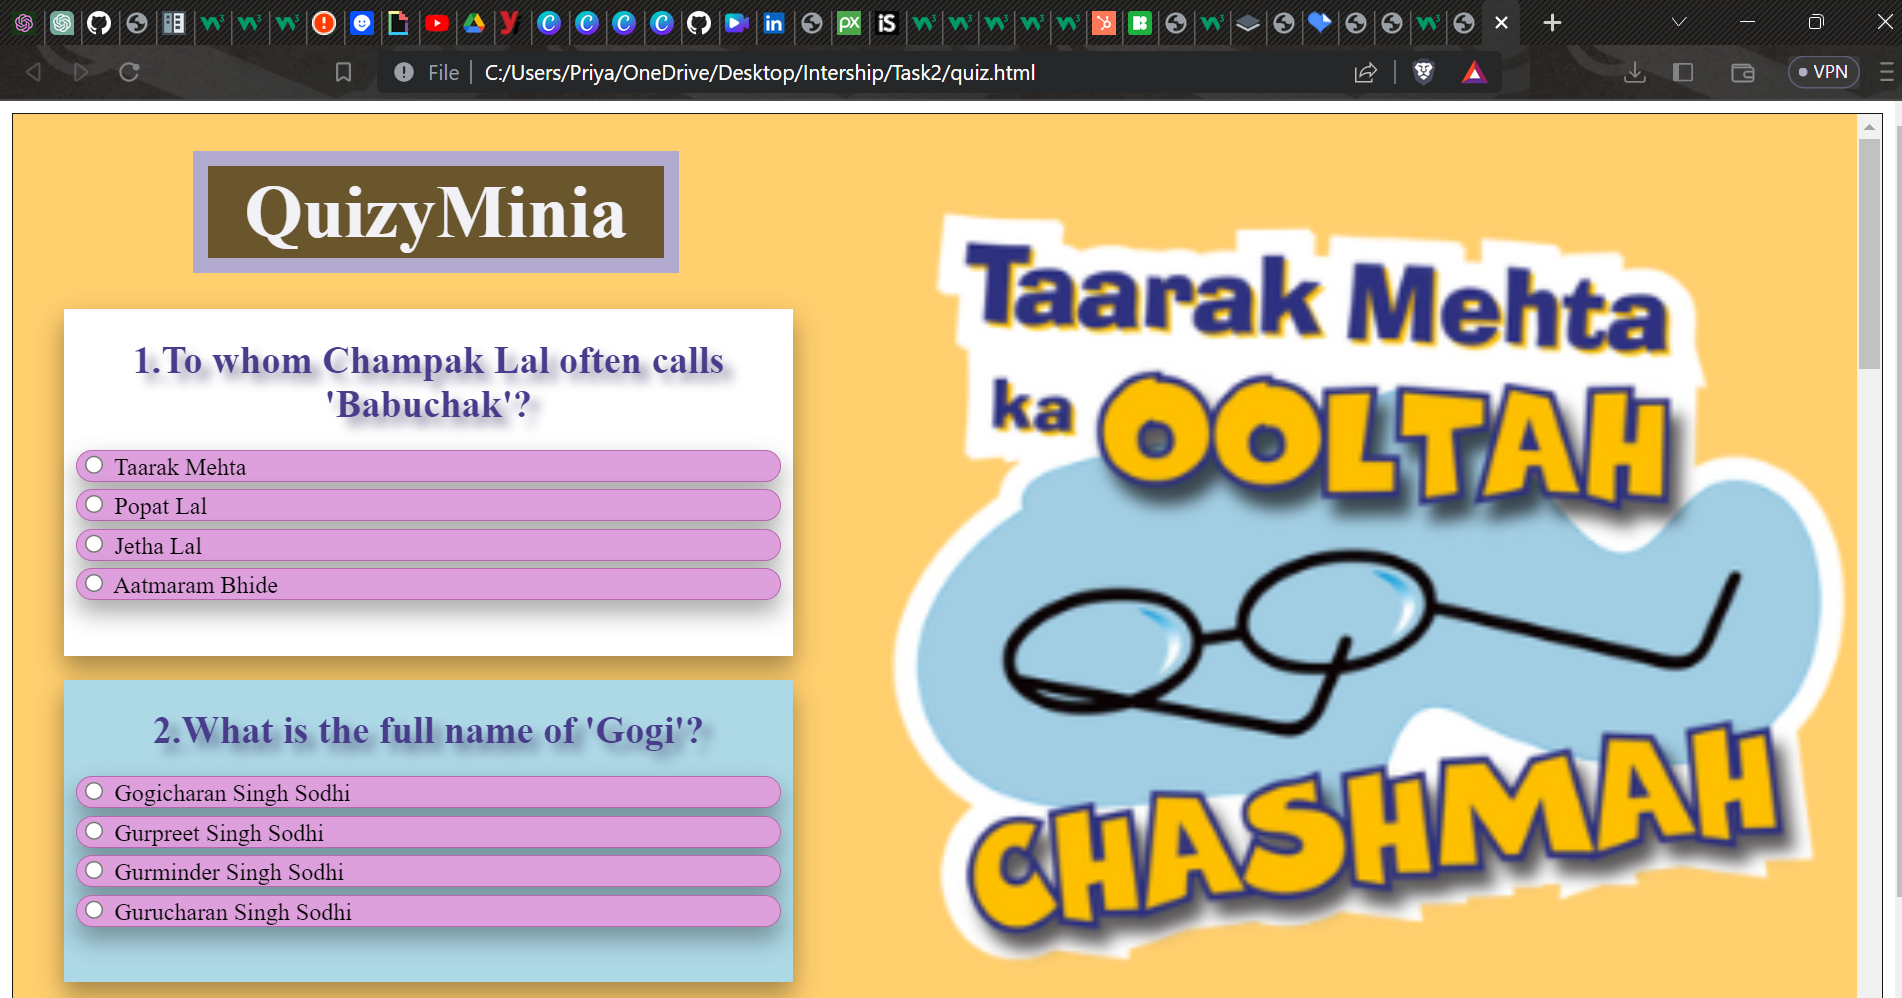 File
C:/Users/Priya/OneDrive/Desktop/Intership/Task2/quiz.html
VPN
QuizyMinia
1.To whom Champak Lal often calls
'Babuchak'?
Taarak Mehta
Popat Lal
Jetha Lal
Aatmaram Bhide
2.What is the full name of 'Gogi'?
Gogicharan Singh Sodhi
Gurpreet Singh Sodhi
Gurminder Singh Sodhi
Gurucharan Singh Sodhi
Taarak Mehta
ka OOLTAH
CHASHMAH